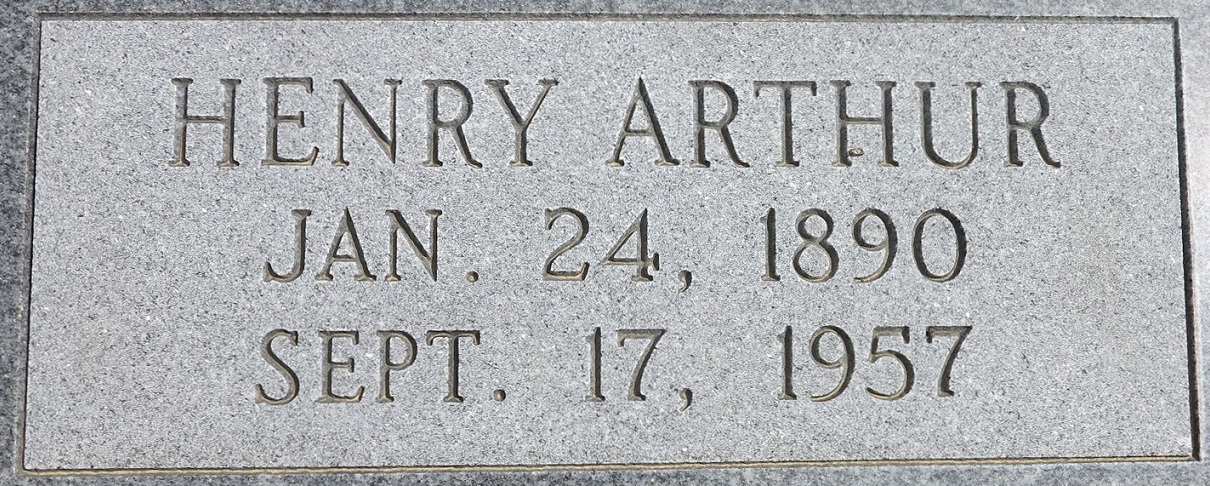 HENRY ARTHUR
JAN. 24, 1890
SEPT. 17, 1957